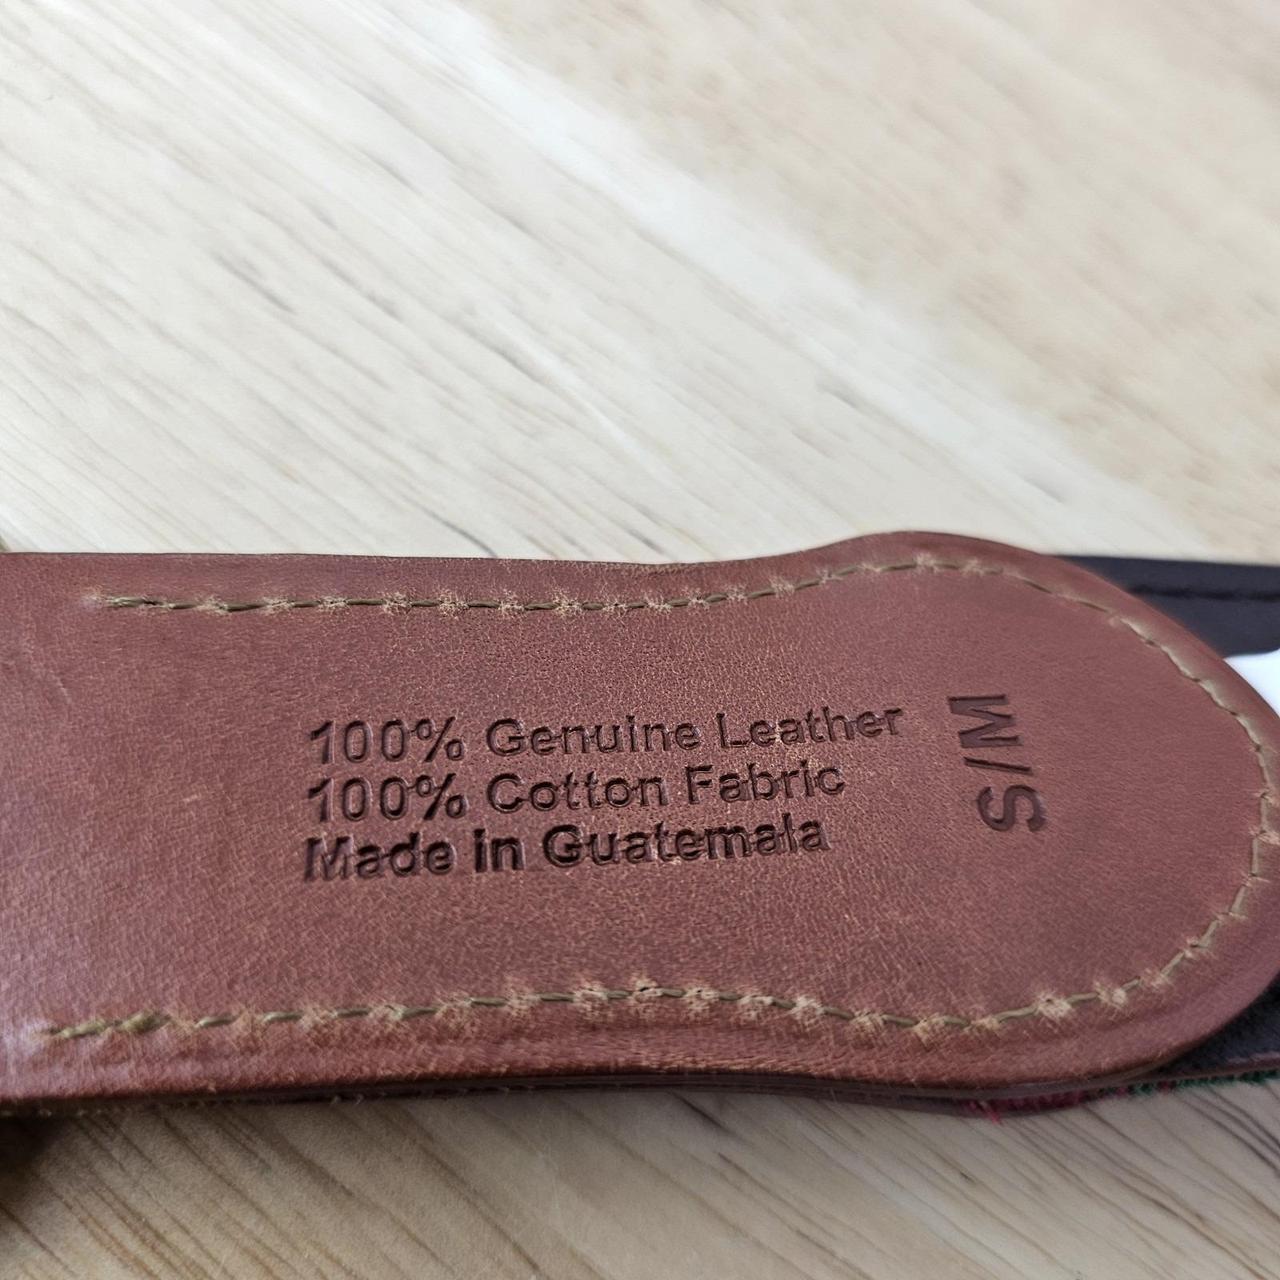 100% Genuine Leather
100% Cotton Fabric
Made in Guatemala
S/M